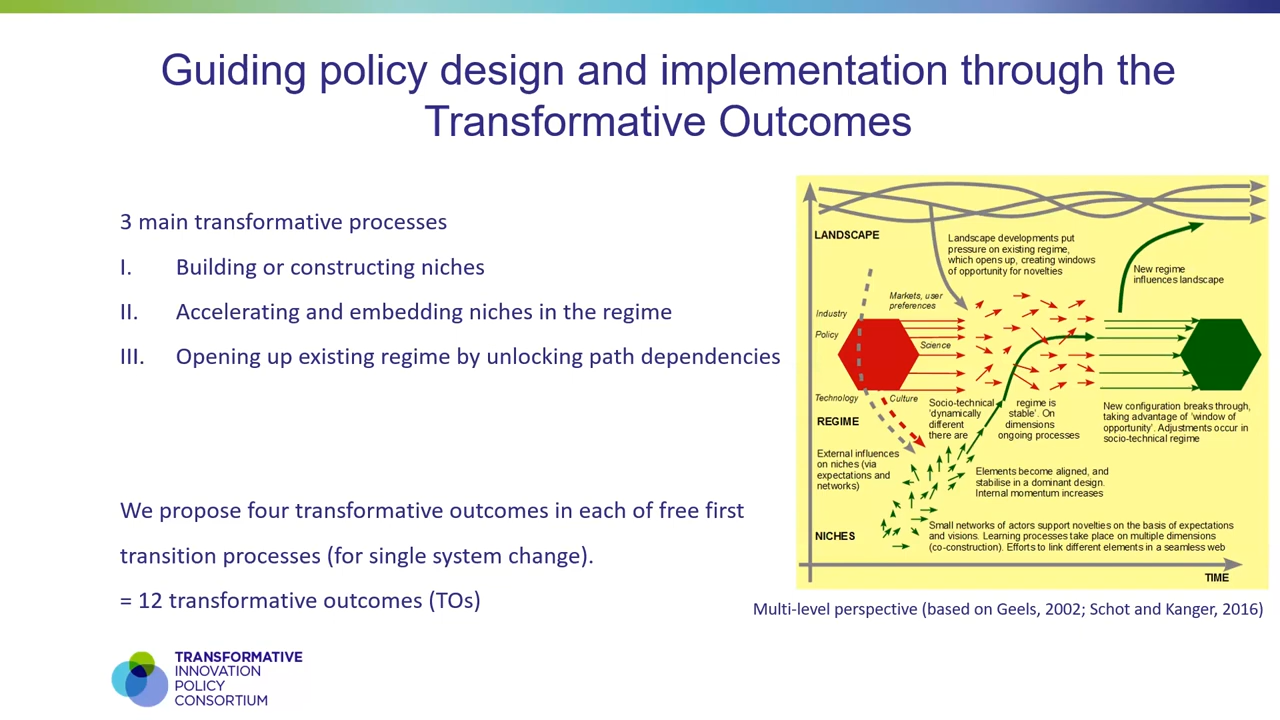 Guiding policy design and implementation through the
Transformative Outcomes
3 main transformative processes
I. Building or constructing niches
II. Accelerating and embedding niches in the regime
III. Opening up existing regime by unlocking path dependencies
We propose four transformative outcomes in each of free first
transition processes (for single system change).
= 12 transformative outcomes (TOs)
LANDSCAPE
Landscape developments put
pressure on existing regime,
which opens up, creating windows
of opportunity for novelties
New regime
influences landscape
Markets, user
preferences
Industry
Policy
Science
Technology
Culture
REGIME
Socio-technical regime is
'dynamically stable'. On
different dimensions
there are ongoing processes
New configuration breaks through,
taking advantage of 'window of
opportunity'. Adjustments occur in
socio-technical regime
External influences
on niches (via
expectations and
networks)
Elements become aligned, and
stabilise in a dominant design.
Internal momentum increases
NICHES
Small networks of actors support novelties on the basis of expectations
and visions. Learning processes take place on multiple dimensions
(co-construction). Efforts to link different elements in a seamless web
TIME
Multi-level perspective (based on Geels, 2002; Schot and Kanger, 2016)
TRANSFORMATIVE
INNOVATION
POLICY
CONSORTIUM